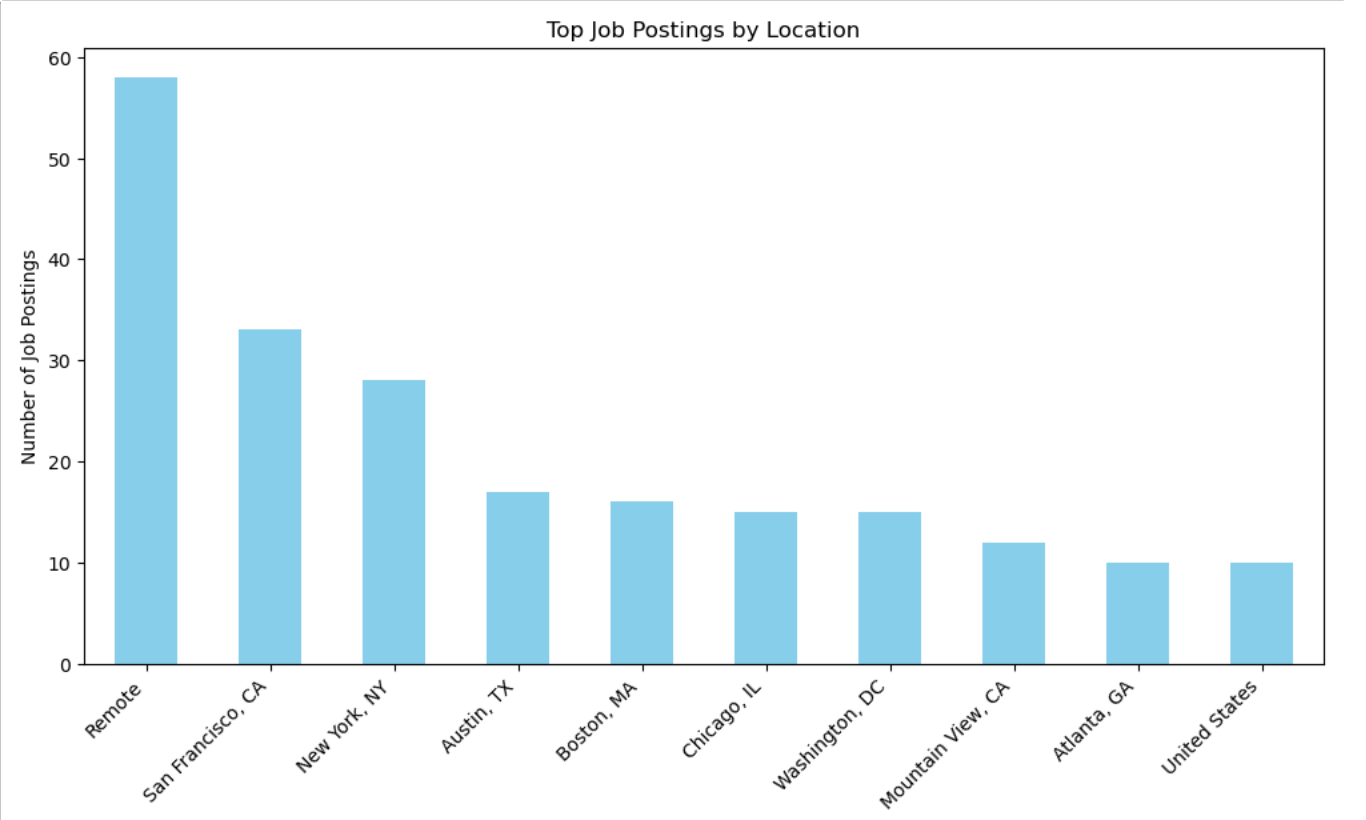 Top Job Postings by Location
Number of Job Postings
60
50
40
30
20
10
0
Remote
San Francisco, CA
New York, NY
Austin, TX
Boston, MA
Chicago, IL
Washington, DC
Mountain View, CA
Atlanta, GA
United States